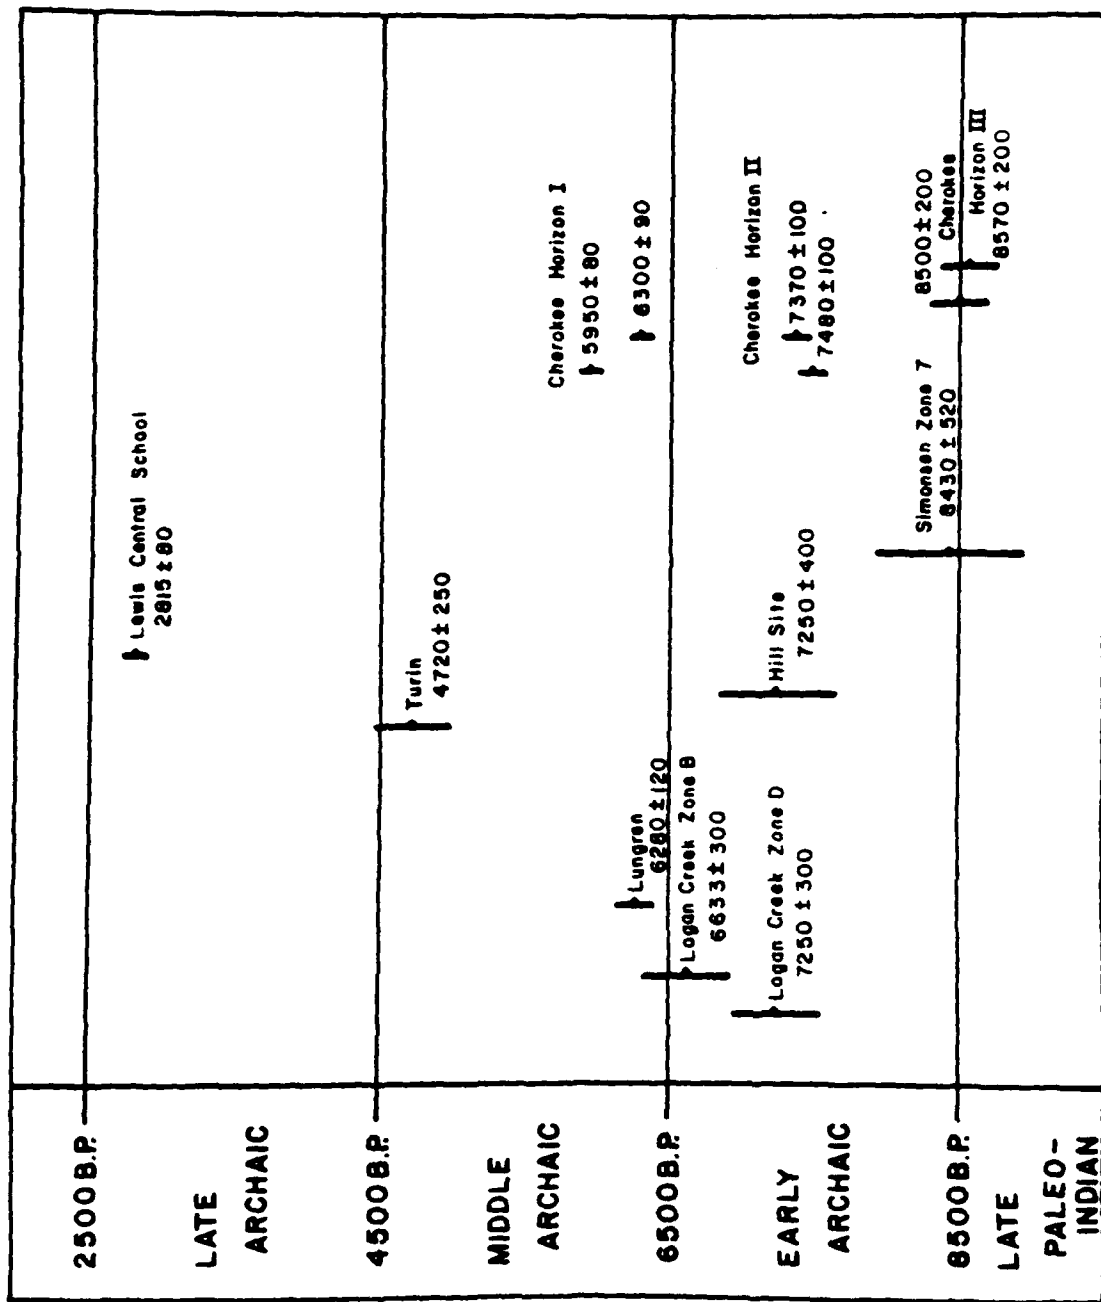 2500 B.P.
LATE
ARCHAIC
4500 B.P.
MIDDLE
ARCHAIC
6500 B.P.
EARLY
ARCHAIC
8500 B.P.
LATE
PALEO-
INDIAN
Lewis Central School
2815 ± 80
Turin
4720 ± 250
Cherokee Horizon I
5950 ± 80
6300 ± 90
Lungren
6280 ± 120
Logan Creek Zone B
6633 ± 300
Logan Creek Zone D
7250 ± 300
Hill Site
7250 ± 400
Cherokee Horizon II
7370 ± 100
7480 ± 100
Simonsen Zone 7
8430 ± 520
8500 ± 200
Cherokee
Horizon III
8570 ± 200